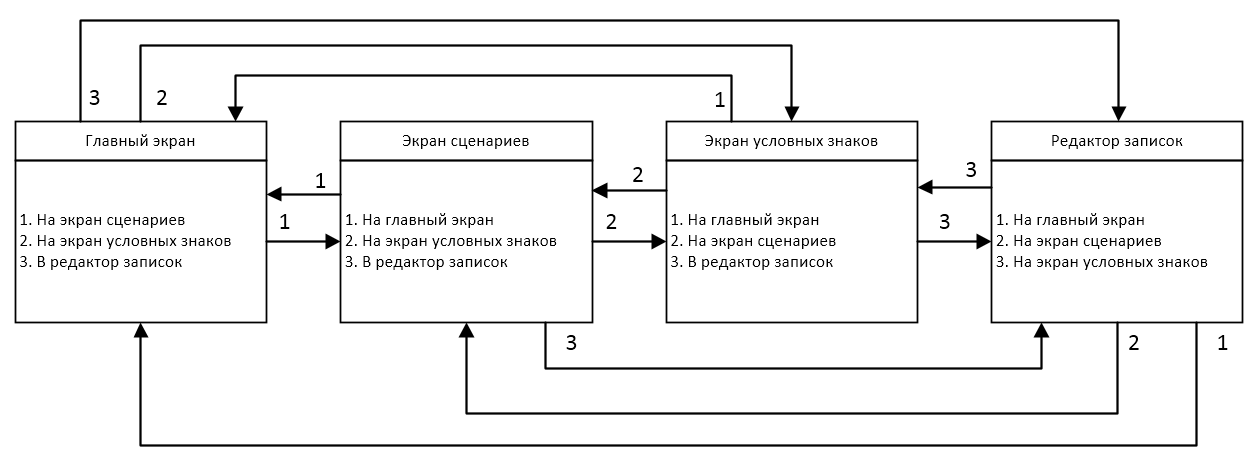 3
2
1
Главный экран
Экран сценариев
Экран условных знаков
Редактор записок
1. На экран сценариев
2. На экран условных знаков
3. В редактор записок
1
1
1. На главный экран
2. На экран условных знаков
3. В редактор записок
2
2
1. На главный экран
2. На экран сценариев
3. В редактор записок
3
3
1. На главный экран
2. На экран сценариев
3. На экран условных знаков
3
2
1